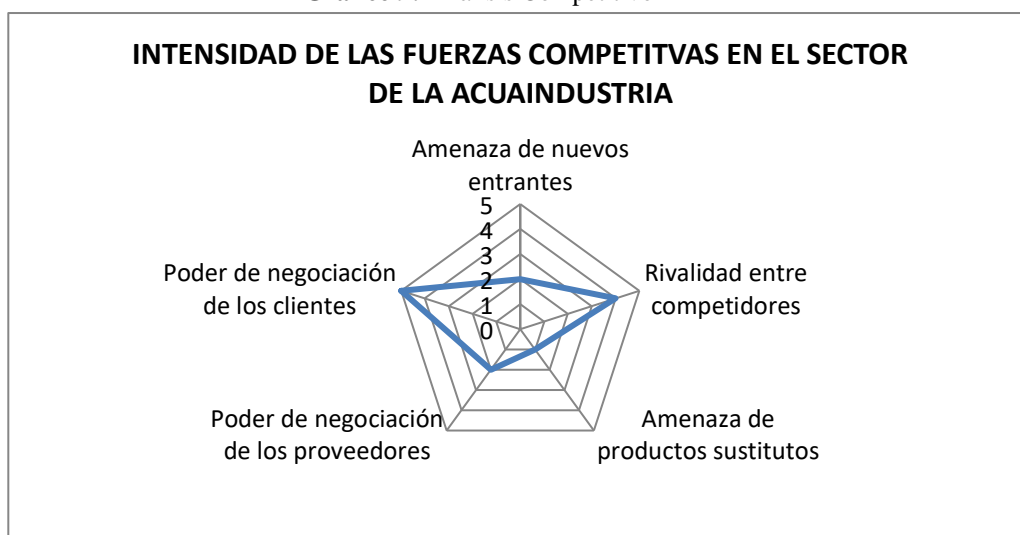 INTENSIDAD DE LAS FUERZAS COMPETITVAS EN EL SECTOR
DE LA ACUAINDUSTRIA
Amenaza de nuevos
entrantes
5
4
3
2
1
0
Rivalidad entre
competidores
Amenaza de
productos sustitutos
Poder de negociación
de los proveedores
Poder de negociación
de los clientes